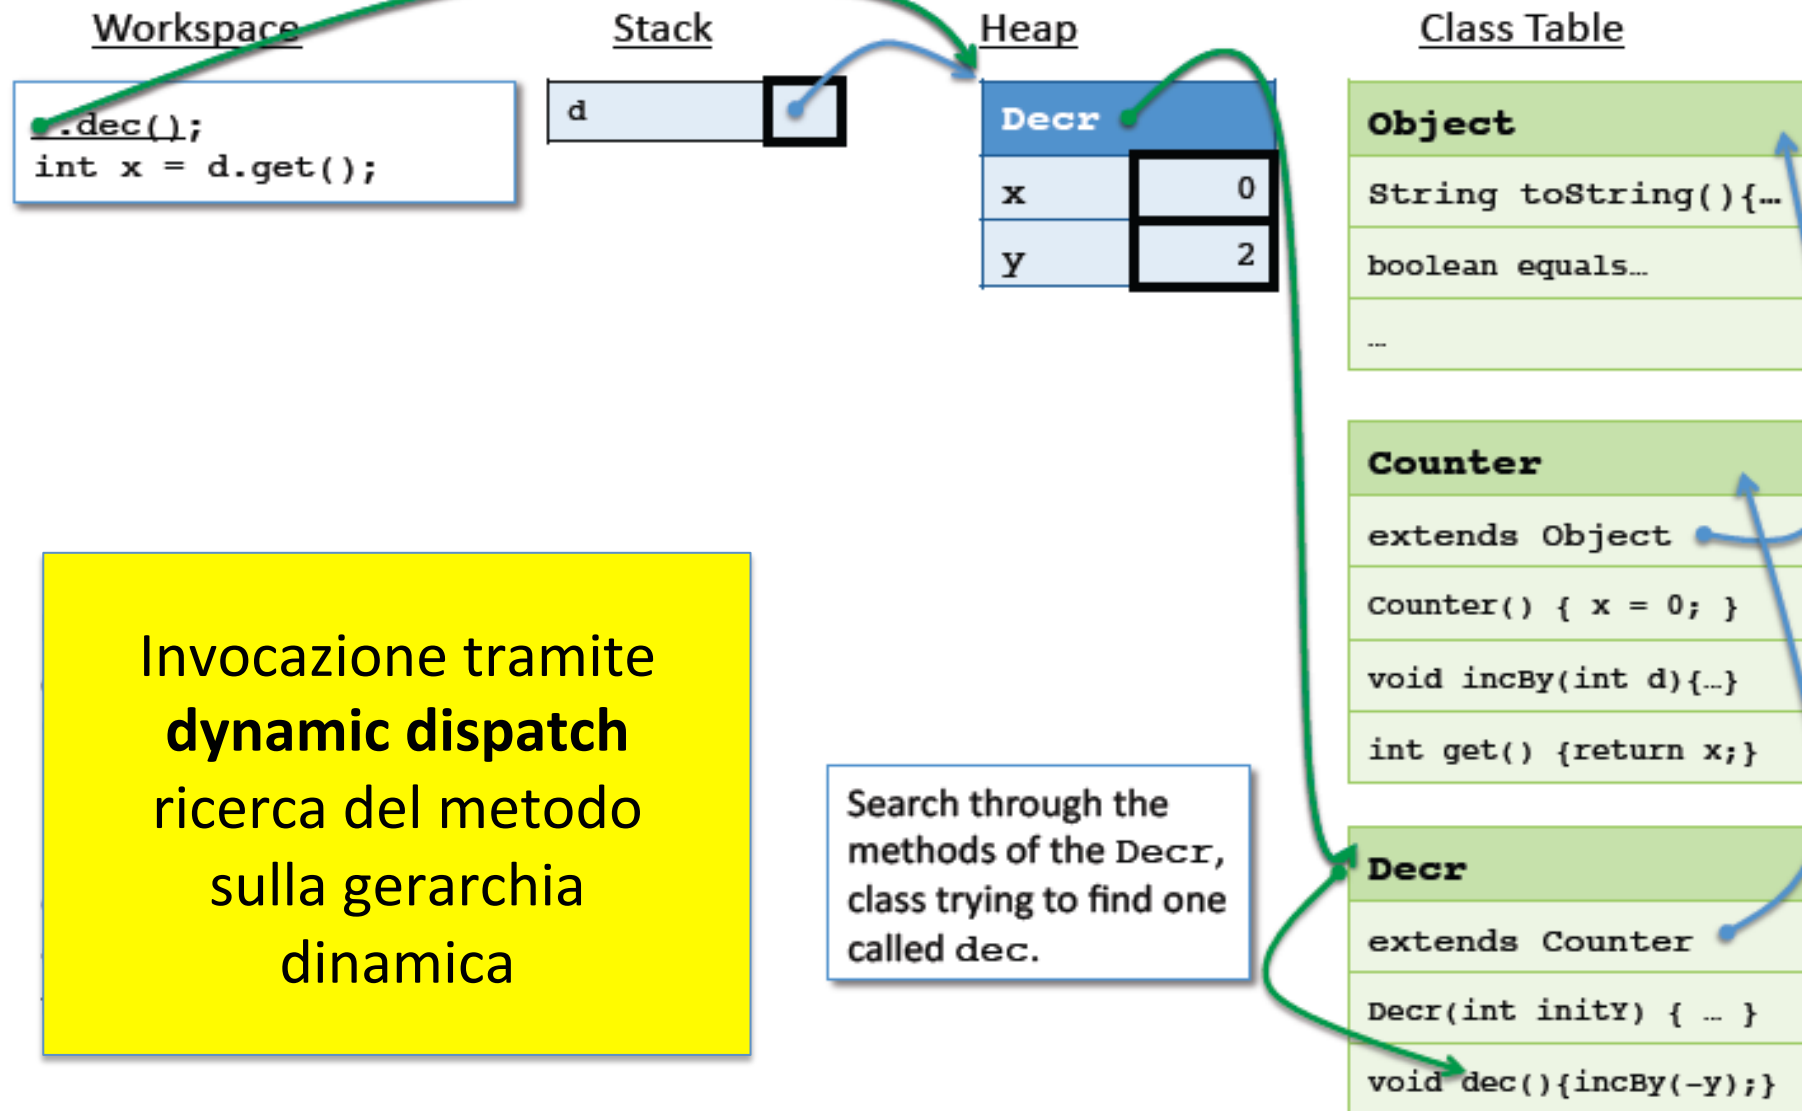 Workspace
Stack
Heap
Class Table
.dec();
int x = d.get();
d
Decr
x 0
y 2
Object
String toString(){…
boolean equals…
…
Counter
extends Object
Counter() { x = 0; }
void incBy(int d){…}
int get() {return x;}
Decr
extends Counter
Decr(int initY) { … }
void dec(){incBy(-y);}
Invocazione tramite
dynamic dispatch
ricerca del metodo
sulla gerarchia
dinamica
Search through the
methods of the Decr,
class trying to find one
called dec.